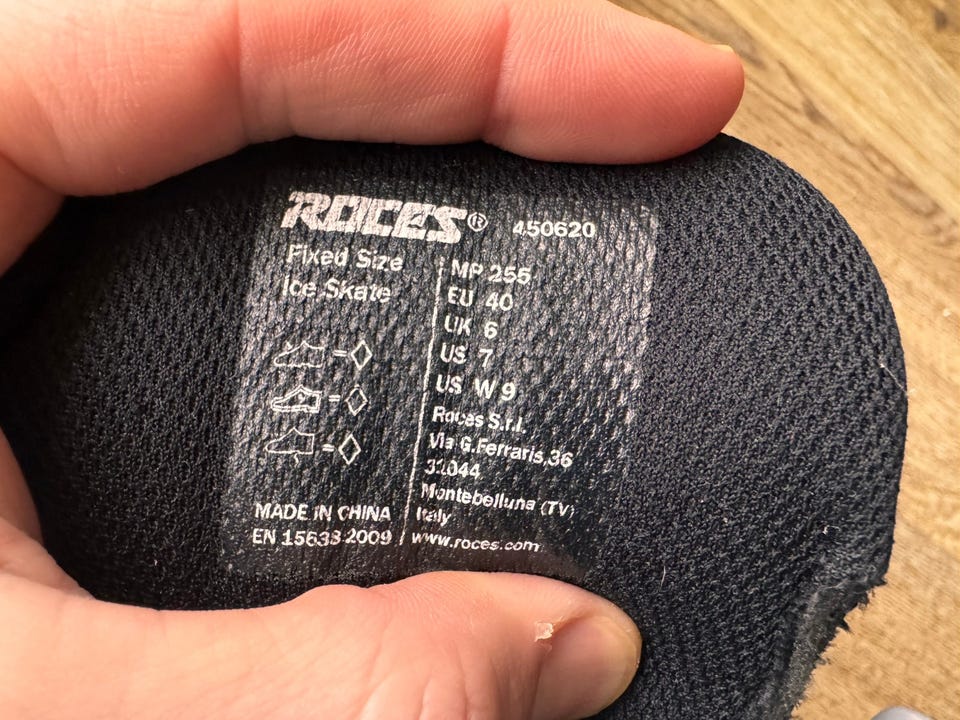 ROCES® 450620
Fixed Size
Ice Skate
MP 255
EU 40
UK 6
US 7
US W 9
Roces S.r.l.
Via G.Ferraris,36
31044
Montebelluna (TV)
Italy
www.roces.com
=
=
=
MADE IN CHINA
EN 15638 2009